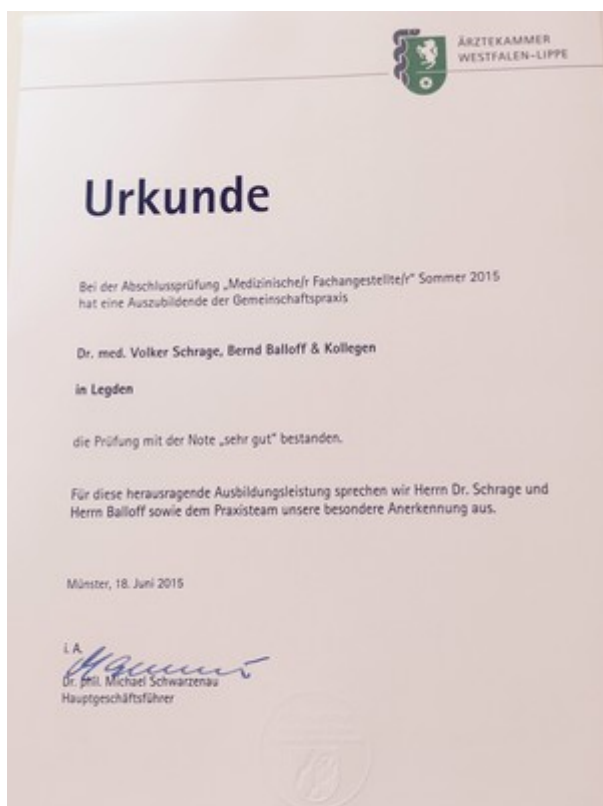 ÄRZTEKAMMER
WESTFALEN-LIPPE
Urkunde
Bei der Abschlussprüfung „Medizinische/r Fachangestellte/r" Sommer 2015
hat eine Auszubildende der Gemeinschaftspraxis
Dr. med. Volker Schrage, Bernd Balloff & Kollegen
in Legden
die Prüfung mit der Note „sehr gut" bestanden.
Für diese herausragende Ausbildungsleistung sprechen wir Herrn Dr. Schrage und
Herrn Balloff sowie dem Praxisteam unsere besondere Anerkennung aus.
Münster, 18. Juni 2015
i. A.
Dr. phil. Michael Schwarzenau
Hauptgeschäftsführer